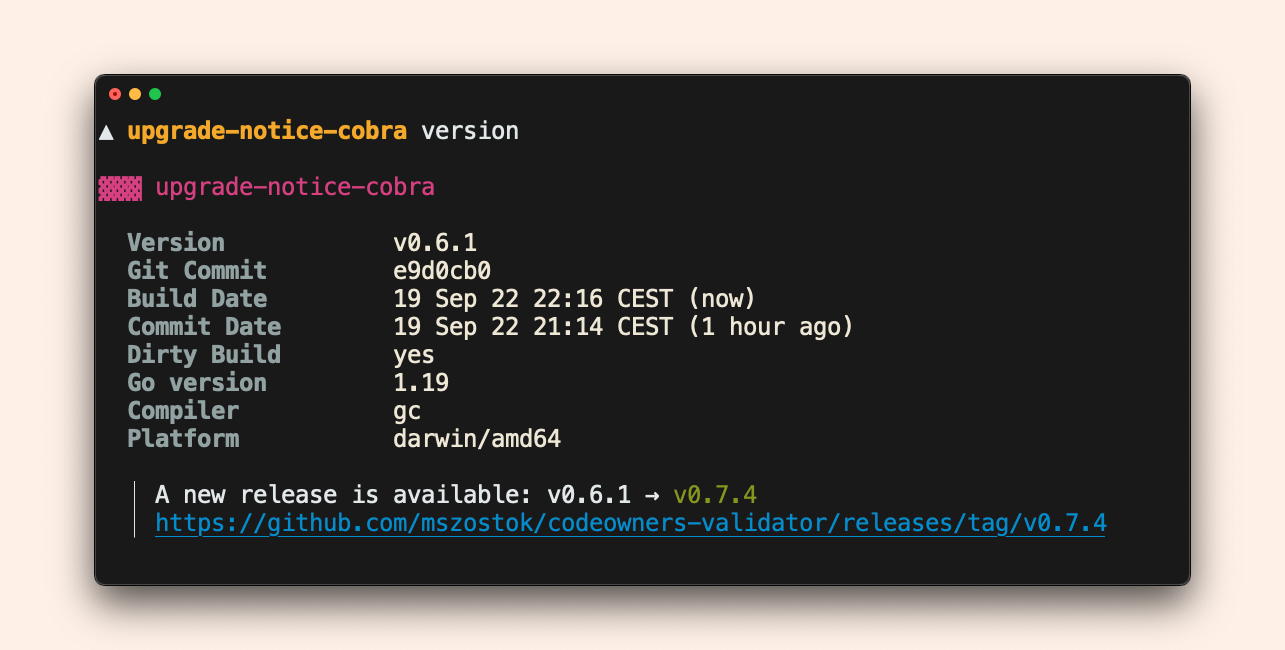 ▲ upgrade-notice-cobra version
▓▓▓ upgrade-notice-cobra
Version v0.6.1
Git Commit e9d0cb0
Build Date 19 Sep 22 22:16 CEST (now)
Commit Date 19 Sep 22 21:14 CEST (1 hour ago)
Dirty Build yes
Go version 1.19
Compiler gc
Platform darwin/amd64
A new release is available: v0.6.1 → v0.7.4
https://github.com/mszostok/codeowners-validator/releases/tag/v0.7.4